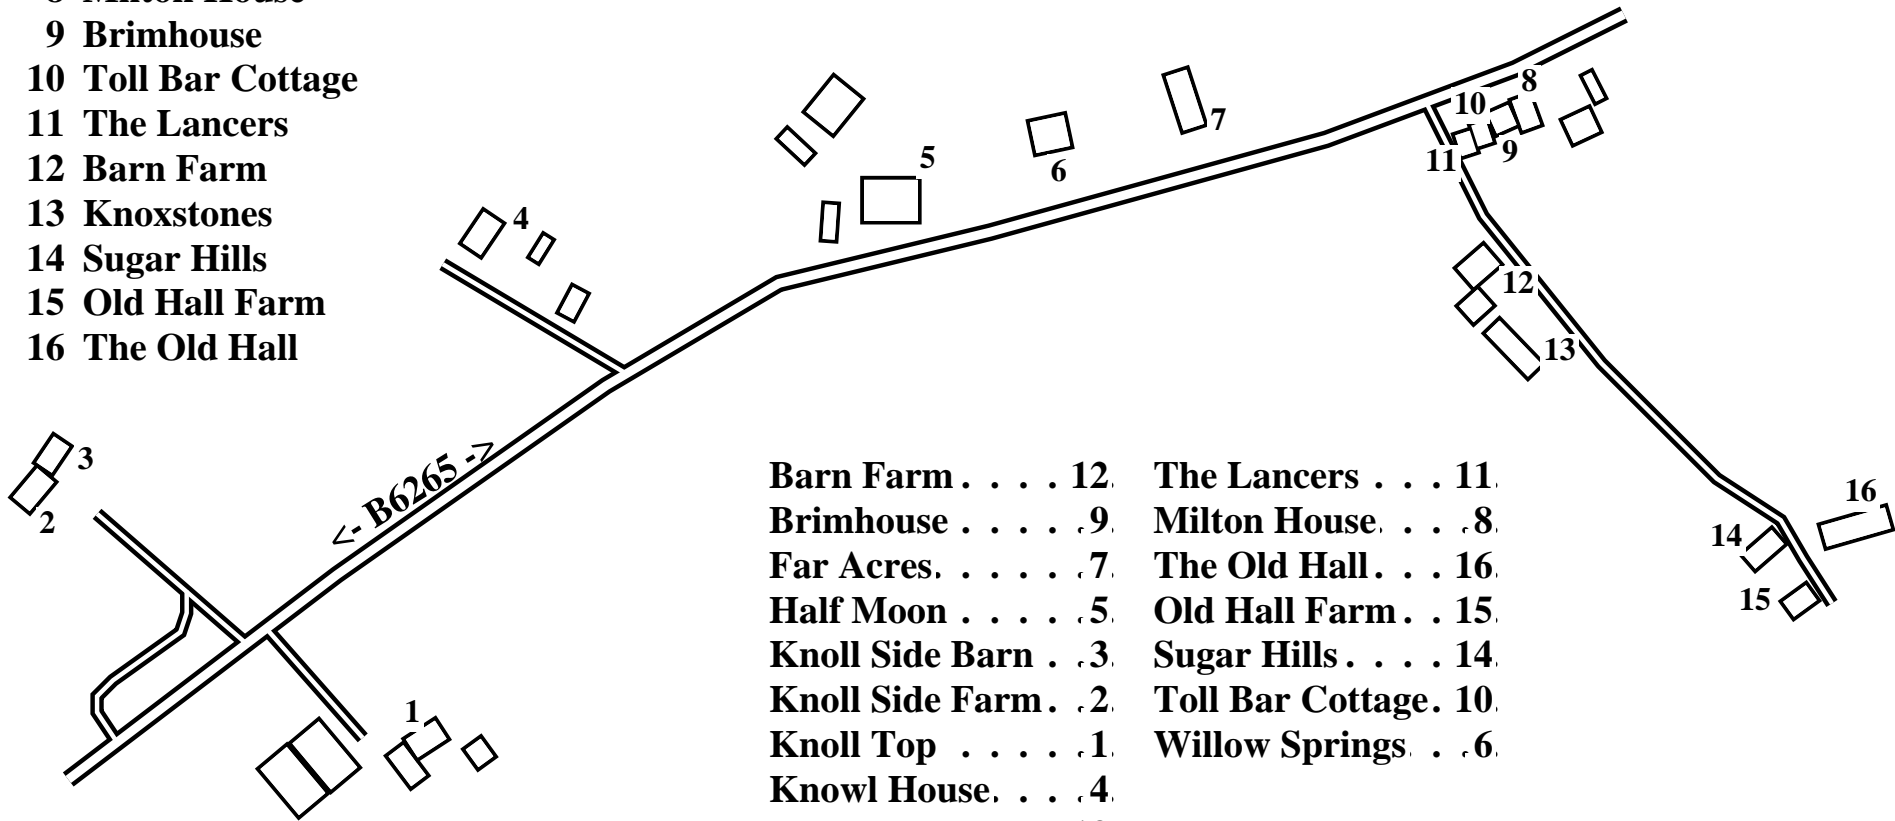 8 Milton House
9 Brimhouse
10 Toll Bar Cottage
11 The Lancers
12 Barn Farm
13 Knoxstones
14 Sugar Hills
15 Old Hall Farm
16 The Old Hall
8
10
7
5
6
11
9
4
12
13
3
2
<- B6265 ->
16
14
15
1
Barn Farm . . . . 12.
Brimhouse . . . . .9.
Far Acres. . . . . .7.
Half Moon . . . . .5.
Knoll Side Barn . .3.
Knoll Side Farm. .2.
Knoll Top . . . . .1.
Knowl House. . . .4.
The Lancers . . . 11.
Milton House. . . .8.
The Old Hall. . . 16.
Old Hall Farm. . 15.
Sugar Hills. . . . 14.
Toll Bar Cottage. 10.
Willow Springs. . .6.